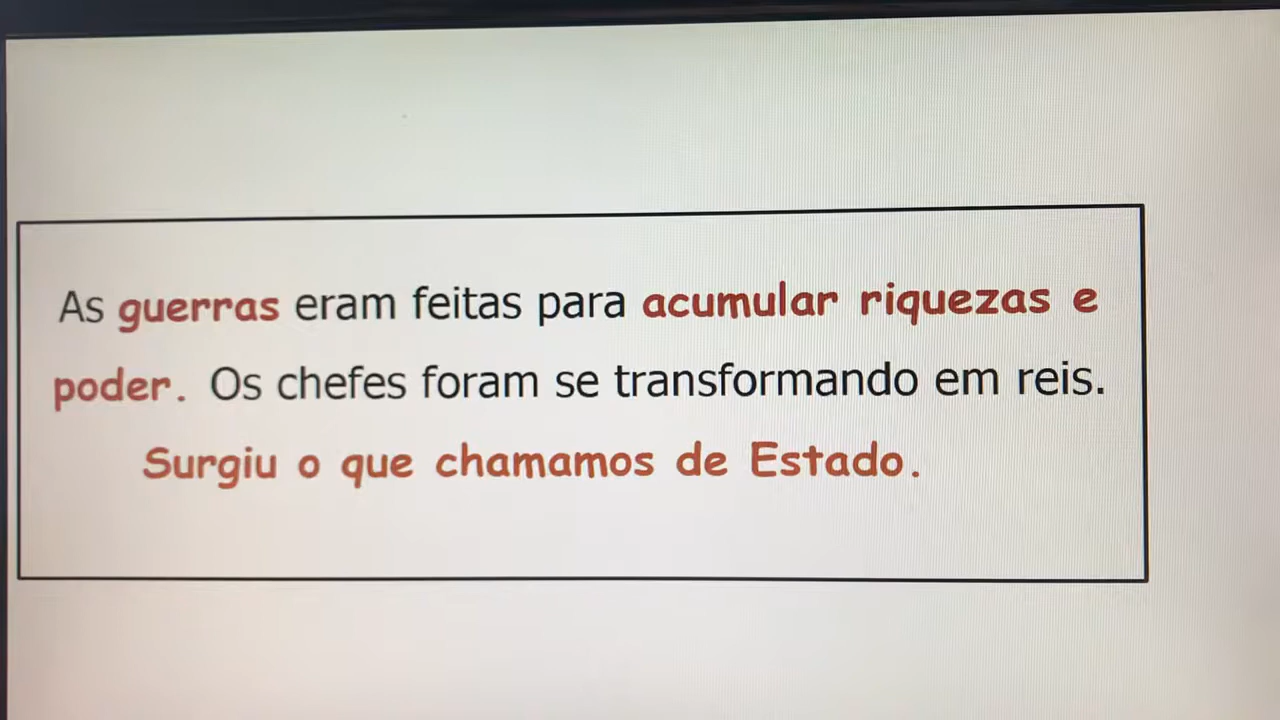 As guerras eram feitas para acumular riquezas e
poder. Os chefes foram se transformando em reis.
Surgiu o que chamamos de Estado.